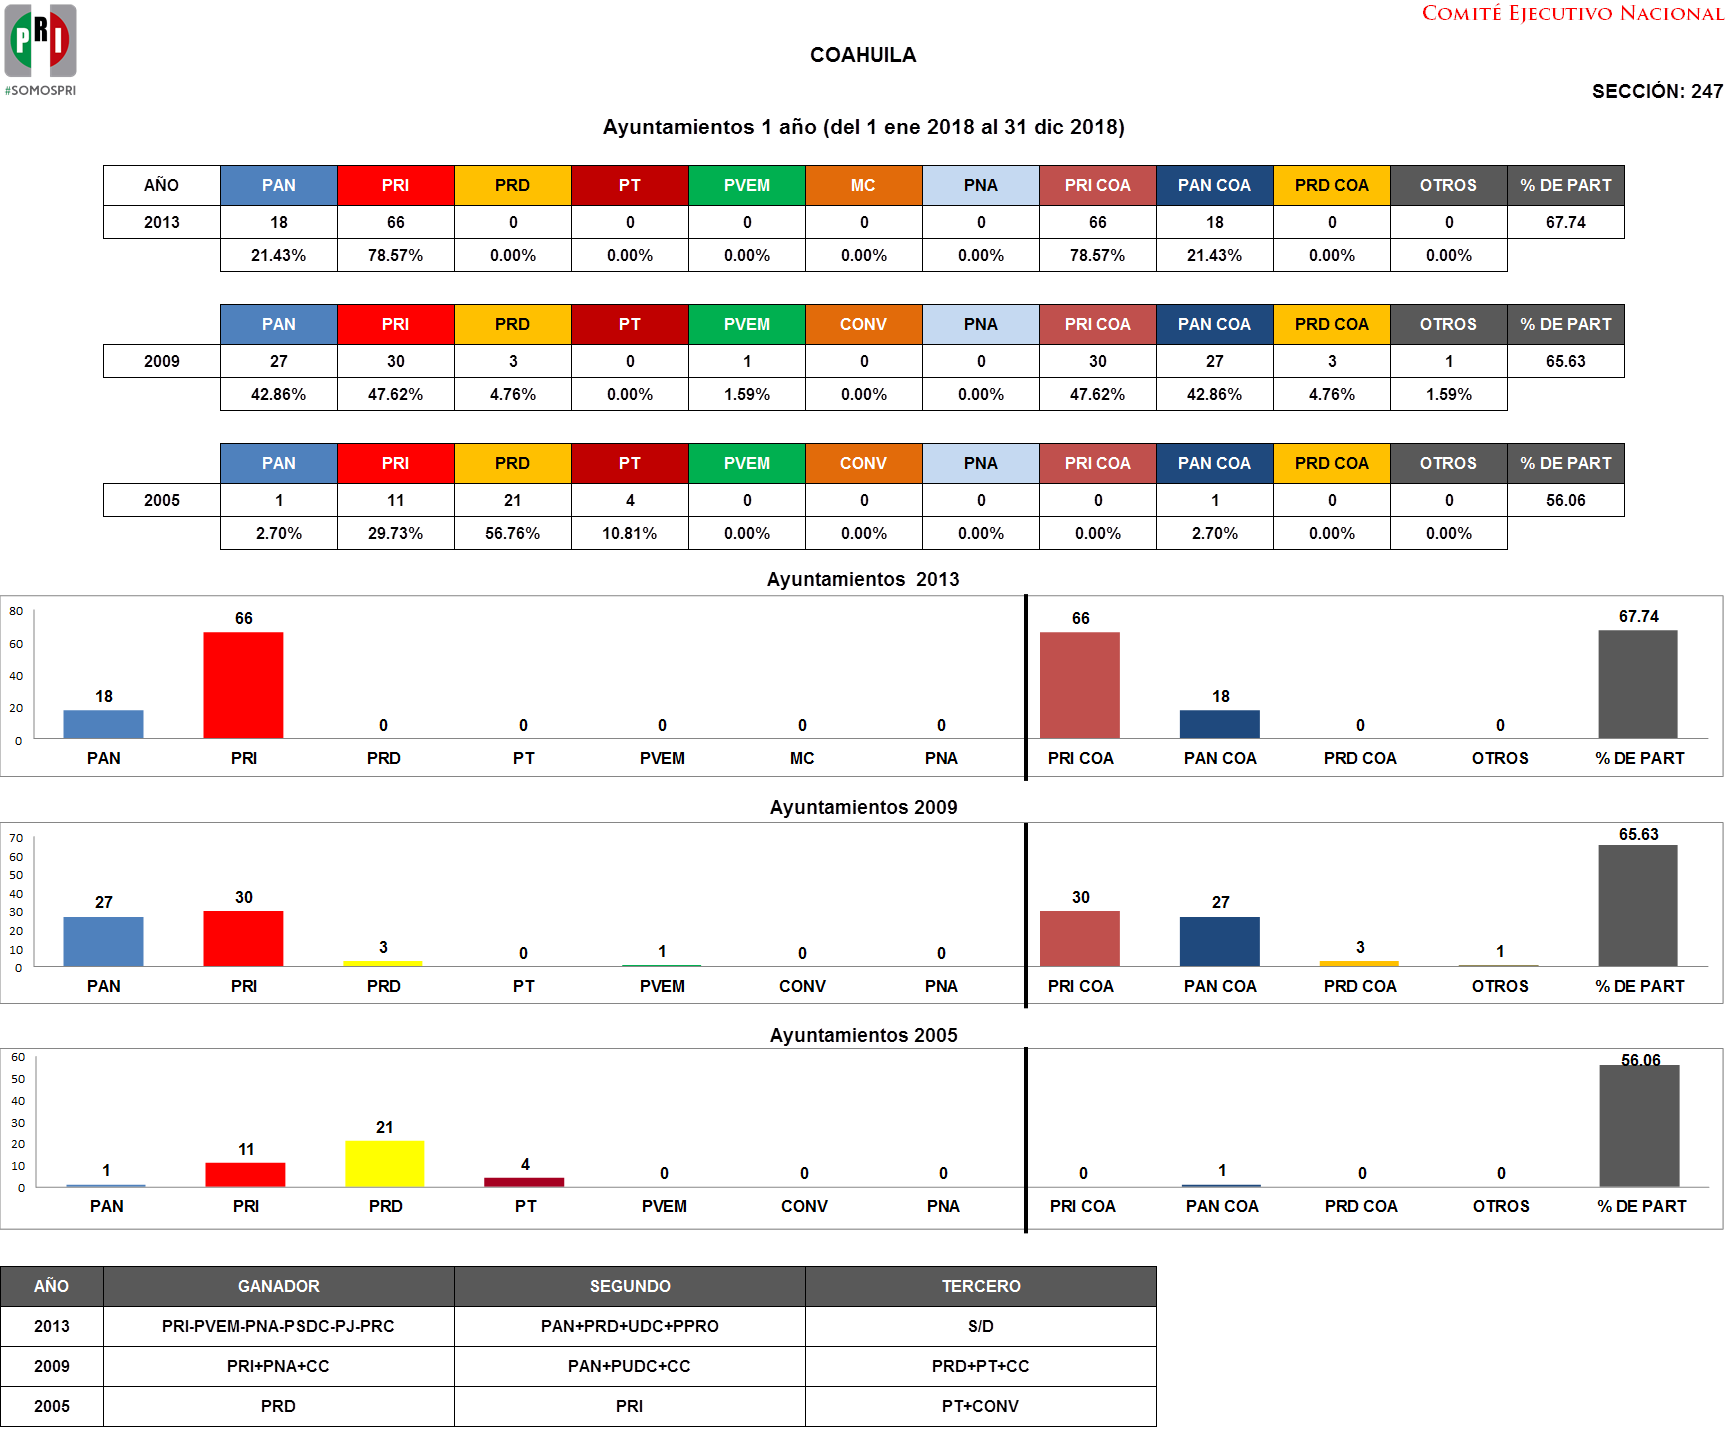 PRI
#SOMOSPRI
COMITÉ EJECUTIVO NACIONAL
COAHUILA
SECCIÓN: 247
Ayuntamientos 1 año (del 1 ene 2018 al 31 dic 2018)
AÑO PAN PRI PRD PT PVEM MC PNA PRI COA PAN COA PRD COA OTROS % DE PART
2013 18 66 0 0 0 0 0 66 18 0 0 67.74
21.43% 78.57% 0.00% 0.00% 0.00% 0.00% 0.00% 78.57% 21.43% 0.00% 0.00%
PAN PRI PRD PT PVEM CONV PNA PRI COA PAN COA PRD COA OTROS % DE PART
2009 27 30 3 0 1 0 0 30 27 3 1 65.63
42.86% 47.62% 4.76% 0.00% 1.59% 0.00% 0.00% 47.62% 42.86% 4.76% 1.59%
PAN PRI PRD PT PVEM CONV PNA PRI COA PAN COA PRD COA OTROS % DE PART
2005 1 11 21 4 0 0 0 0 1 0 0 56.06
2.70% 29.73% 56.76% 10.81% 0.00% 0.00% 0.00% 0.00% 2.70% 0.00% 0.00%
Ayuntamientos 2013
80
60
40
20
0
18 66 0 0 0 0 0 66 18 0 0 67.74
PAN PRI PRD PT PVEM MC PNA PRI COA PAN COA PRD COA OTROS % DE PART
Ayuntamientos 2009
70
60
50
40
30
20
10
0
27 30 3 0 1 0 0 30 27 3 1 65.63
PAN PRI PRD PT PVEM CONV PNA PRI COA PAN COA PRD COA OTROS % DE PART
Ayuntamientos 2005
60
50
40
30
20
10
0
1 11 21 4 0 0 0 0 1 0 0 56.06
PAN PRI PRD PT PVEM CONV PNA PRI COA PAN COA PRD COA OTROS % DE PART
AÑO GANADOR SEGUNDO TERCERO
2013 PRI-PVEM-PNA-PSDC-PJ-PRC PAN+PRD+UDC+PPRO S/D
2009 PRI+PNA+CC PAN+PUDC+CC PRD+PT+CC
2005 PRD PRI PT+CONV